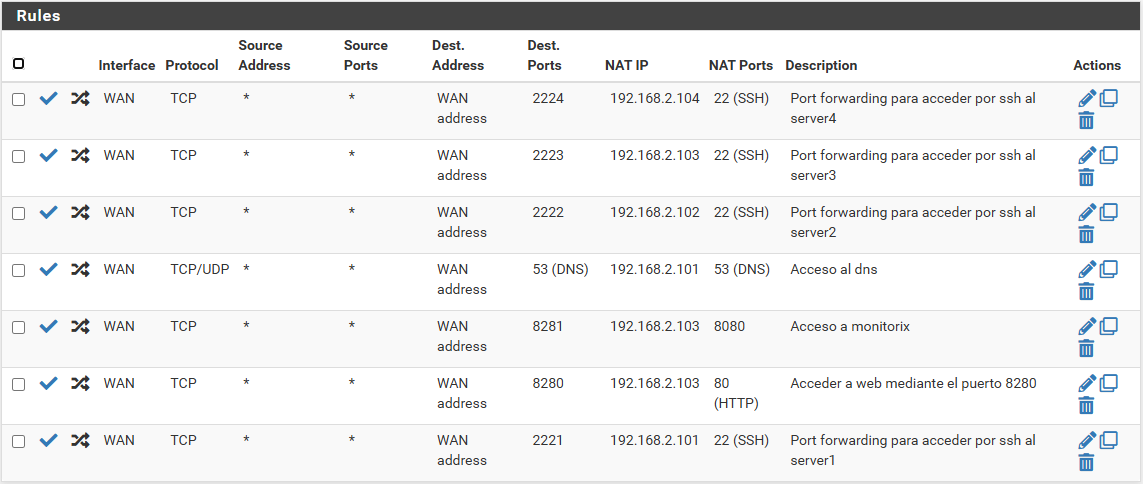 Rules
Interface Protocol Source Address Source Ports Dest. Address Dest. Ports NAT IP NAT Ports Description Actions
WAN TCP * * WAN address 2224 192.168.2.104 22 (SSH) Port forwarding para acceder por ssh al server4
WAN TCP * * WAN address 2223 192.168.2.103 22 (SSH) Port forwarding para acceder por ssh al server3
WAN TCP * * WAN address 2222 192.168.2.102 22 (SSH) Port forwarding para acceder por ssh al server2
WAN TCP/UDP * * WAN address 53 (DNS) 192.168.2.101 53 (DNS) Acceso al dns
WAN TCP * * WAN address 8281 192.168.2.103 8080 Acceso a monitorix
WAN TCP * * WAN address 8280 192.168.2.103 80 (HTTP) Acceder a web mediante el puerto 8280
WAN TCP * * WAN address 2221 192.168.2.101 22 (SSH) Port forwarding para acceder por ssh al server1